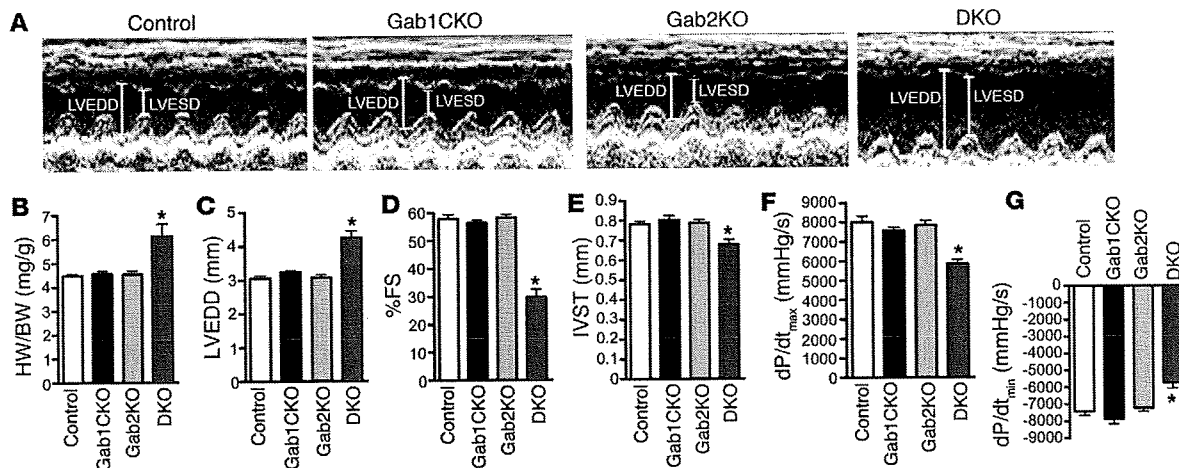 A
Control
Gab1CKO
Gab2KO
DKO
LVEDD LVESD
LVEDD LVESD
LVEDD LVESD
LVEDD LVESD
B
HW/BW (mg/g)
7
6
5
4
3
2
1
0
*
Control
Gab1CKO
Gab2KO
DKO
C
LVEDD (mm)
5
4
3
2
1
0
*
Control
Gab1CKO
Gab2KO
DKO
D
%FS
60
50
40
30
20
10
0
*
Control
Gab1CKO
Gab2KO
DKO
E
IVST (mm)
0.9
0.8
0.7
0.6
0.5
0.4
0.3
0.2
0.1
0
*
Control
Gab1CKO
Gab2KO
DKO
F
dP/dtmax (mmHg/s)
9000
8000
7000
6000
5000
4000
3000
2000
1000
0
*
Control
Gab1CKO
Gab2KO
DKO
G
Control
Gab1CKO
Gab2KO
DKO
dP/dtmin (mmHg/s)
0
-1000
-2000
-3000
-4000
-5000
-6000
-7000
-8000
-9000
*